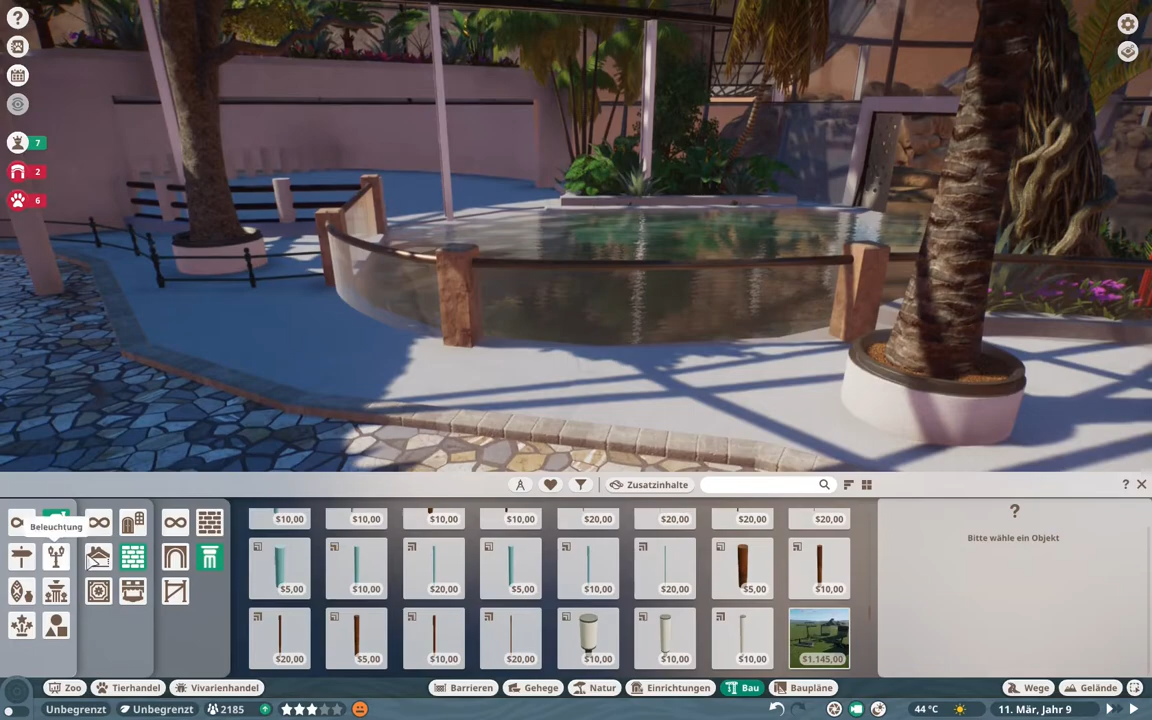 ?
7
2
6
Zusatzinhalte
?
Beleuchtung
$10,00 $10,00 $10,00 $10,00 $20,00 $20,00 $20,00 $20,00
?
Bitte wähle ein Objekt
$5,00 $10,00 $20,00 $5,00 $10,00 $20,00 $5,00 $10,00
$20,00 $5,00 $10,00 $20,00 $10,00 $10,00 $10,00 $1.145,00
Zoo Tierhandel Vivarienhandel Barrieren Gehege Natur Einrichtungen Bau Baupläne Wege Gelände
Unbegrenzt Unbegrenzt 2185 44 °C 11. Mär, Jahr 9